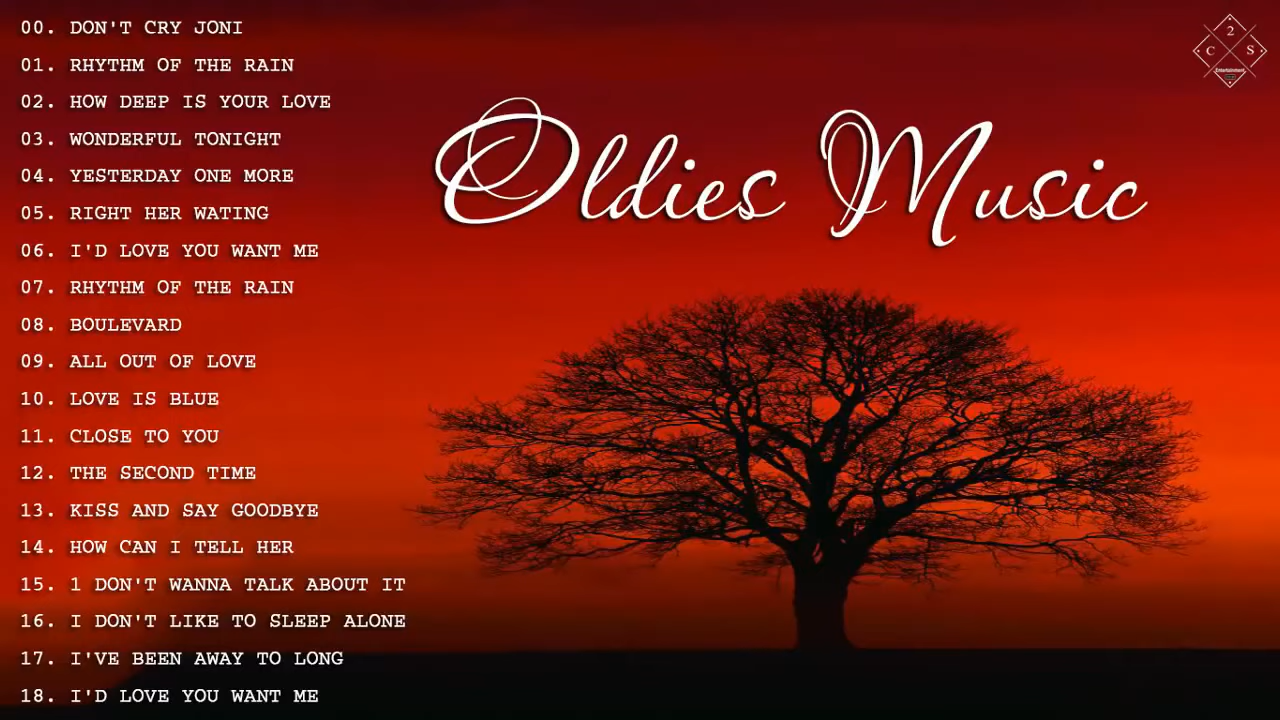 00. DON'T CRY JONI
01. RHYTHM OF THE RAIN
02. HOW DEEP IS YOUR LOVE
03. WONDERFUL TONIGHT
04. YESTERDAY ONE MORE
05. RIGHT HER WATING
06. I'D LOVE YOU WANT ME
07. RHYTHM OF THE RAIN
08. BOULEVARD
09. ALL OUT OF LOVE
10. LOVE IS BLUE
11. CLOSE TO YOU
12. THE SECOND TIME
13. KISS AND SAY GOODBYE
14. HOW CAN I TELL HER
15. 1 DON'T WANNA TALK ABOUT IT
16. I DON'T LIKE TO SLEEP ALONE
17. I'VE BEEN AWAY TO LONG
18. I'D LOVE YOU WANT ME
Oldies Music
2
C S
Entertainment